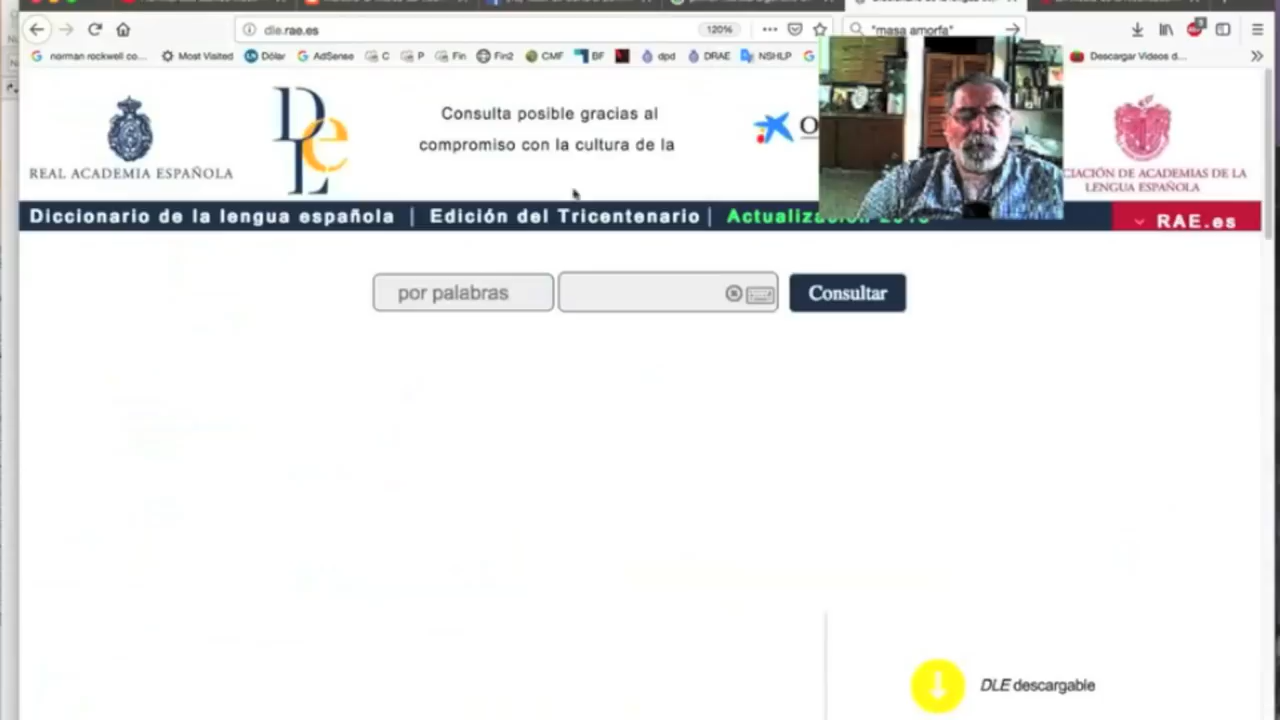 dle.rae.es
120%
"masa amorfa"
norman rockwell co...
Most Visited
Dólar
AdSense
C
P
Fin
Fin2
CMF
BF
dpd
DRAE
NSHLP
Descargar Videos d...
REAL ACADEMIA ESPAÑOLA
DLe
Consulta posible gracias al
compromiso con la cultura de la
O
CIACIÓN DE ACADEMIAS DE LA
LENGUA ESPAÑOLA
Diccionario de la lengua española | Edición del Tricentenario |
RAE.es
por palabras
Consultar
DLE descargable